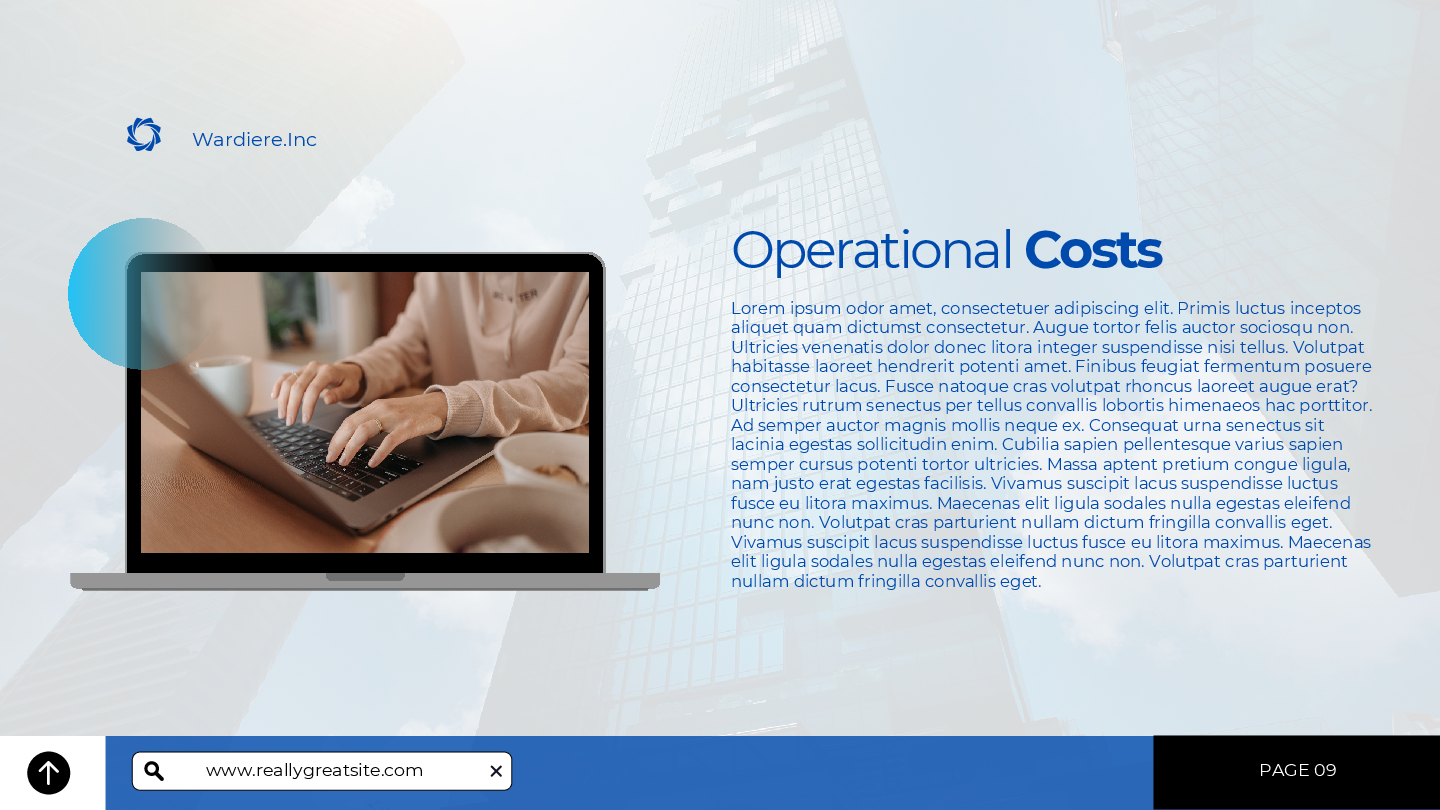 Wardiere.Inc
Operational Costs
Lorem ipsum odor amet, consectetuer adipiscing elit. Primis luctus inceptos
aliquet quam dictumst consectetur. Augue tortor felis auctor sociosqu non.
Ultricies venenatis dolor donec litora integer suspendisse nisi tellus. Volutpat
habitasse laoreet hendrerit potenti amet. Finibus feugiat fermentum posuere
consectetur lacus. Fusce natoque cras volutpat rhoncus laoreet augue erat?
Ultricies rutrum senectus per tellus convallis lobortis himenaeos hac porttitor.
Ad semper auctor magnis mollis neque ex. Consequat urna senectus sit
lacinia egestas sollicitudin enim. Cubilia sapien pellentesque varius sapien
semper cursus potenti tortor ultricies. Massa aptent pretium congue ligula,
nam justo erat egestas facilisis. Vivamus suscipit lacus suspendisse luctus
fusce eu litora maximus. Maecenas elit ligula sodales nulla egestas eleifend
nunc non. Volutpat cras parturient nullam dictum fringilla convallis eget.
Vivamus suscipit lacus suspendisse luctus fusce eu litora maximus. Maecenas
elit ligula sodales nulla egestas eleifend nunc non. Volutpat cras parturient
nullam dictum fringilla convallis eget.
www.reallygreatsite.com
PAGE 09